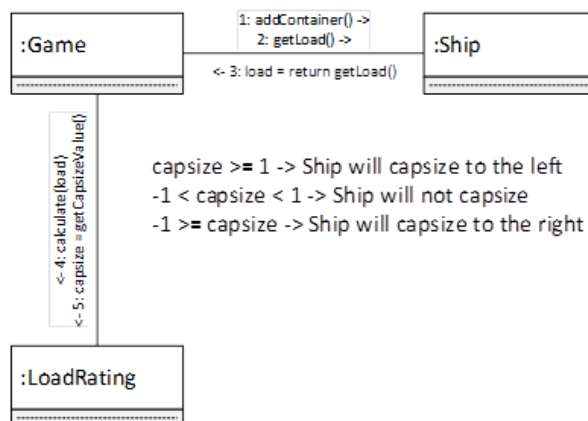 1: addContainer() ->
2: getLoad() ->
:Game
:Ship
<- 3: load = return getLoad()
<- 4: calculate(load)
<- 5: capsize = getCapsizeValue()
capsize >= 1 -> Ship will capsize to the left
-1 < capsize < 1 -> Ship will not capsize
-1 >= capsize -> Ship will capsize to the right
:LoadRating